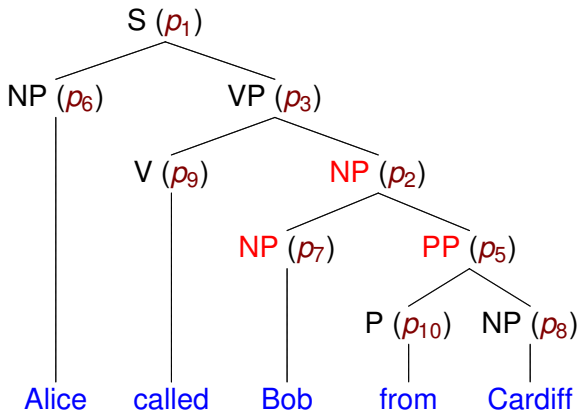 S (p₁)
NP (p₆) VP (p₃)
V (p₉) NP (p₂)
NP (p₇) PP (p₅)
P (p₁₀) NP (p₈)
Alice called Bob from Cardiff